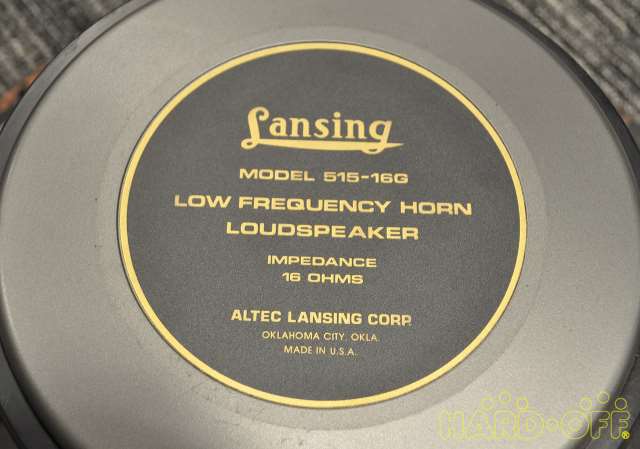 Lansing
MODEL 515-16G
LOW FREQUENCY HORN
LOUDSPEAKER
IMPEDANCE
16 OHMS
ALTEC LANSING CORP.
OKLAHOMA CITY, OKLA.
MADE IN U.S.A.
HARD·OFF®